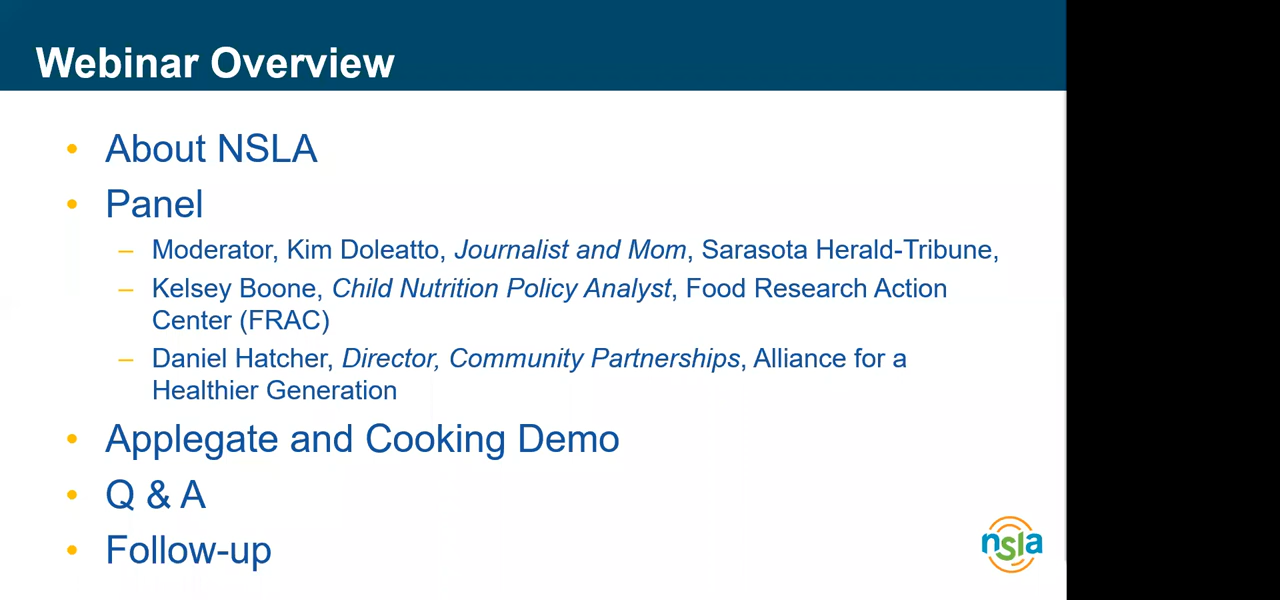 Webinar Overview
• About NSLA
• Panel
– Moderator, Kim Doleatto, Journalist and Mom, Sarasota Herald-Tribune,
– Kelsey Boone, Child Nutrition Policy Analyst, Food Research Action
Center (FRAC)
– Daniel Hatcher, Director, Community Partnerships, Alliance for a
Healthier Generation
• Applegate and Cooking Demo
• Q & A
• Follow-up
nsla